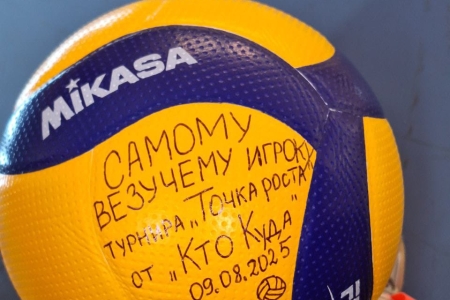 MIKASA
САМОМУ
ВЕЗУЧЕМУ ИГРОКУ
ТУРНИРА „ТОЧКА РОСТА"
ОТ „КТО КУДА"
09.08.2025